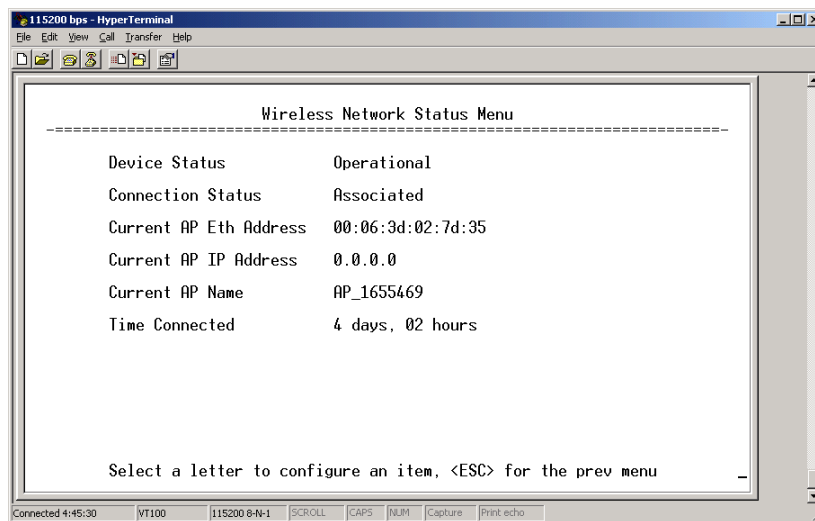 115200 bps - HyperTerminal
File Edit View Call Transfer Help
Wireless Network Status Menu
-==========================================================================-
Device Status Operational
Connection Status Associated
Current AP Eth Address 00:06:3d:02:7d:35
Current AP IP Address 0.0.0.0
Current AP Name AP_1655469
Time Connected 4 days, 02 hours
Select a letter to configure an item, <ESC> for the prev menu _
Connected 4:45:30 VT100 115200 8-N-1 SCROLL CAPS NUM Capture Print echo